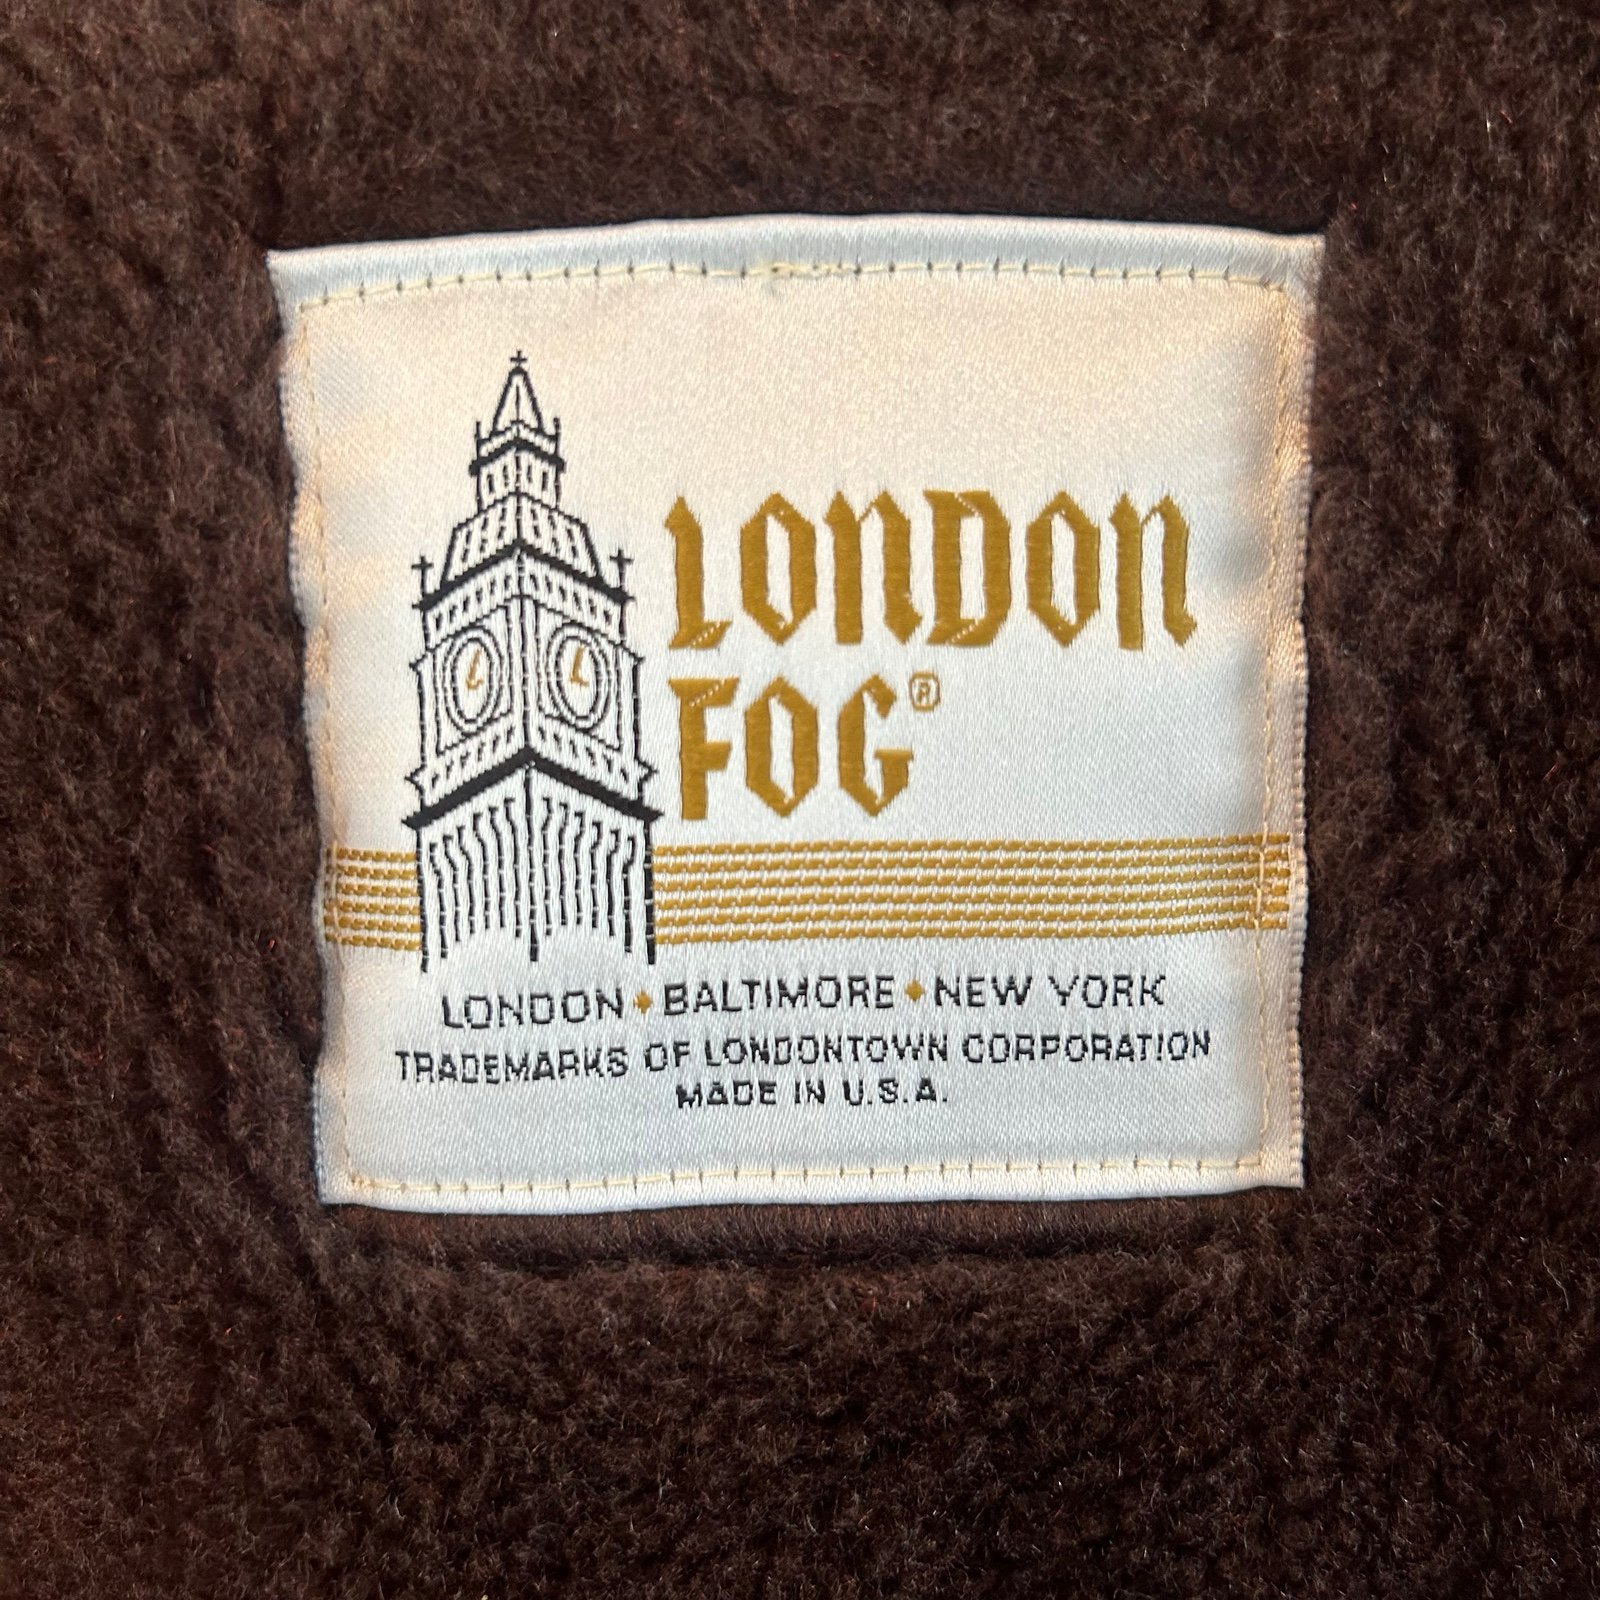 LONDON
FOG®
LONDON • BALTIMORE • NEW YORK
TRADEMARKS OF LONDONTOWN CORPORATION
MADE IN U.S.A.